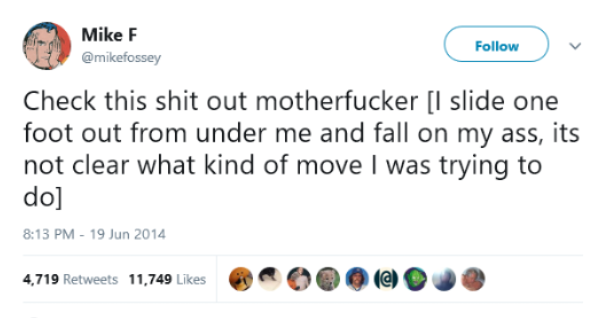 Mike F
@mikefossey
Follow
Check this shit out motherfucker [I slide one
foot out from under me and fall on my ass, its
not clear what kind of move I was trying to
do]
8:13 PM - 19 Jun 2014
4,719 Retweets 11,749 Likes